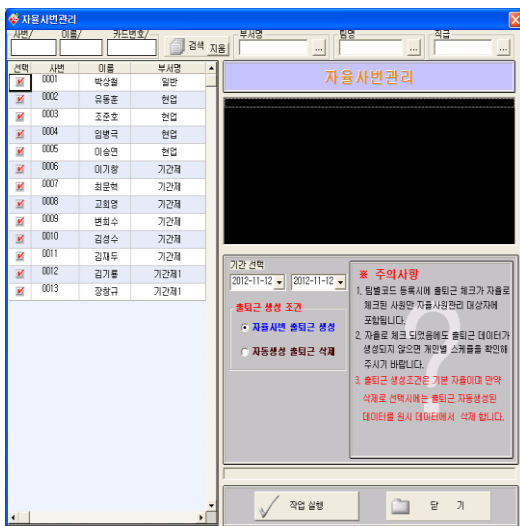 자율사번관리
사번/ 이름/ 카드번호/ 부서명 팀명 직급
검색 지움 ... ... ...
선택 사번 이름 부서명
0001 박상철 일반
0002 유동훈 현업
0003 조준호 현업
0004 임병국 현업
0005 이승연 현업
0006 이기창 기간제
0007 최문혁 기간제
0008 고희영 기간제
0009 변희수 기간제
0010 김성수 기간제
0011 김재두 기간제
0012 김기룡 기간제1
0013 장창규 기간제1
자율사번관리
기간 선택
2012-11-12 2012-11-12
출퇴근 생성 조건
자율사번 출퇴근 생성
자동생성 출퇴근 삭제
※ 주의사항
1. 팀별코드 등록시에 출퇴근 체크가 자율로
체크된 사원만 자율사원관리 대상자에
포함됩니다.
2. 자율로 체크 되었음에도 출퇴근 데이터가
생성되지 않으면 개인별 스케쥴을 확인해
주시기 바랍니다.
3. 출퇴근 생성조건은 기본 자율이며 만약
삭제로 선택시에는 출퇴근 자동생성된
데이터를 원시 데이터에서 삭제 합니다.
작업 실행
닫 기